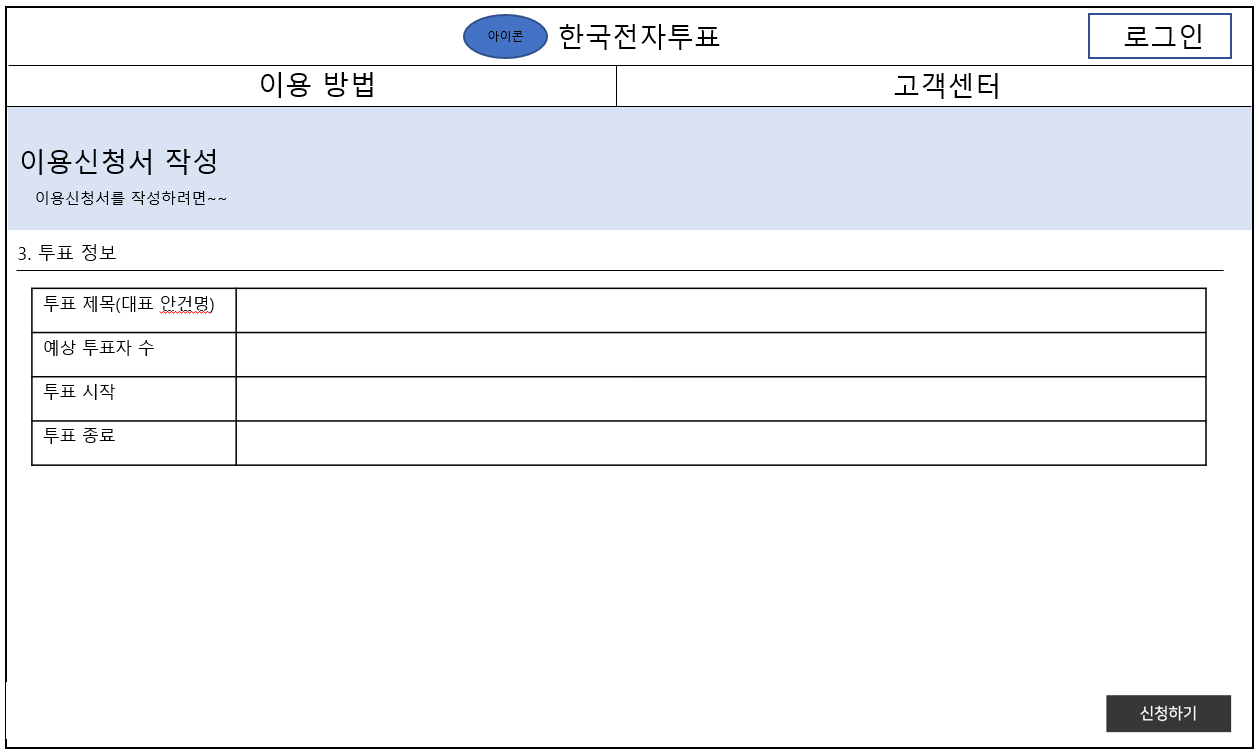 아이콘 한국전자투표 로그인
이용 방법 고객센터
이용신청서 작성
이용신청서를 작성하려면~~
3. 투표 정보
투표 제목(대표 안건명)
예상 투표자 수
투표 시작
투표 종료
신청하기